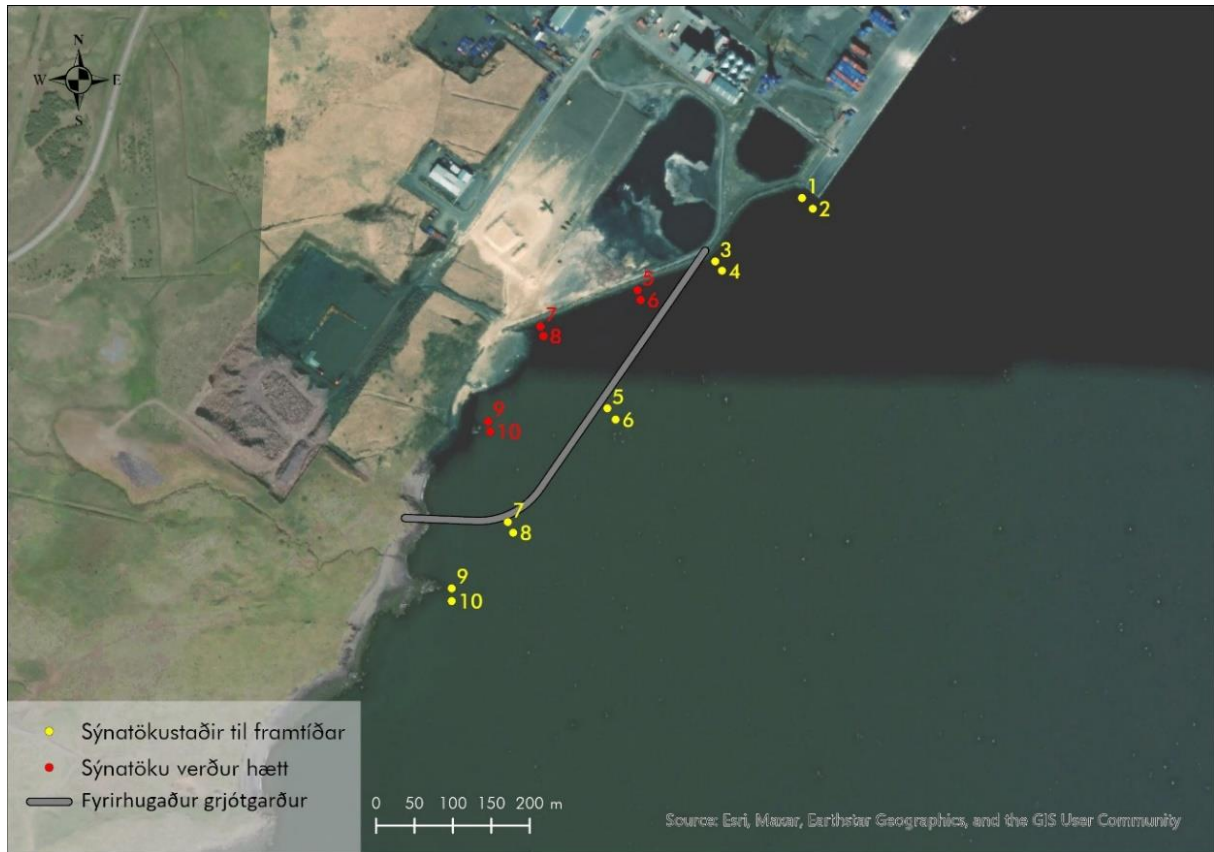 N
W E
S
1
2
3
4
5
6
7
8
5
6
9
10
7
8
9
10
Sýnatökustaðir til framtíðar
Sýnatöku verður hætt
Fyrirhugaður grjótgarður
0 50 100 150 200 m
Source: Esri, Maxar, Earthstar Geographics, and the GIS User Community